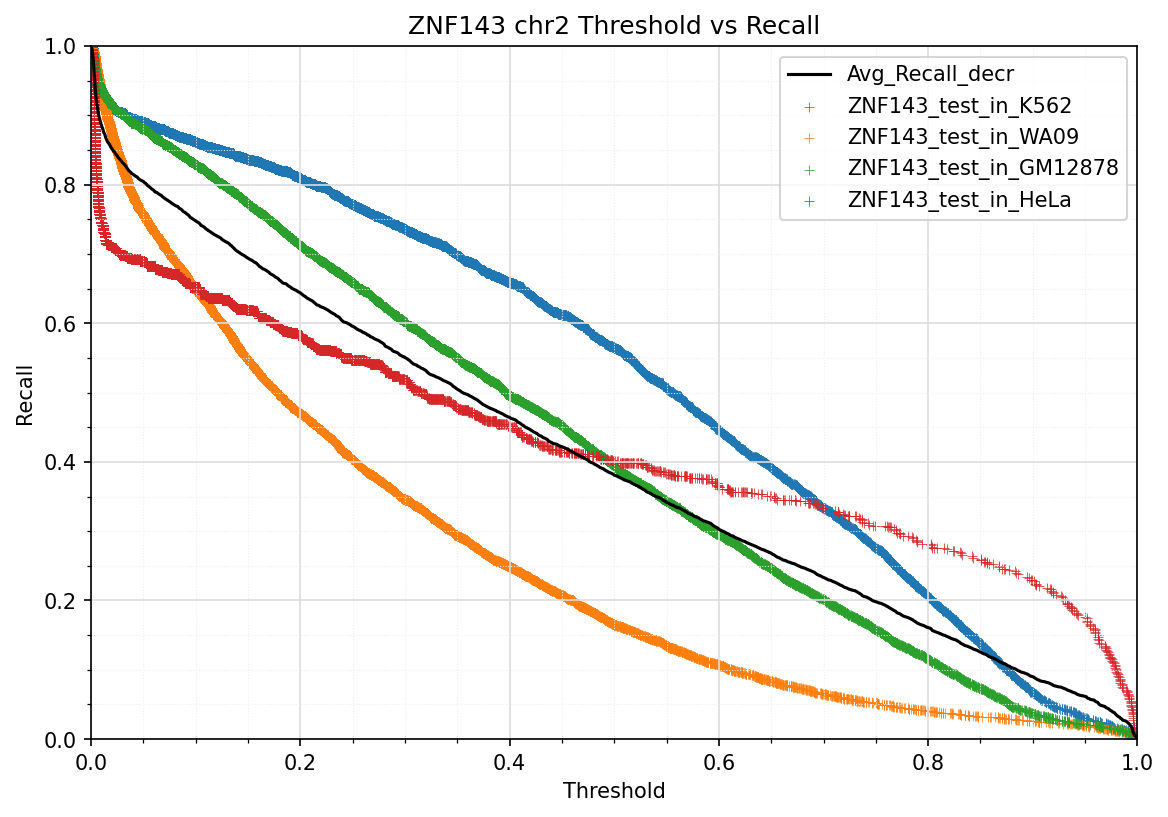 ZNF143 chr2 Threshold vs Recall
1.0
0.8
0.6
0.4
0.2
0.0
Recall
Avg_Recall_decr
ZNF143_test_in_K562
ZNF143_test_in_WA09
ZNF143_test_in_GM12878
ZNF143_test_in_HeLa
0.0 0.2 0.4 0.6 0.8 1.0
Threshold